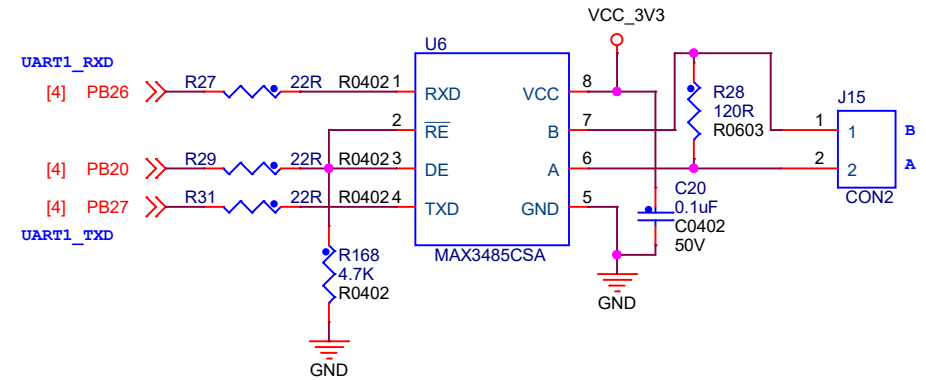 VCC_3V3
U6
UART1_RXD
[4] PB26 R27 22R R0402 1 RXD VCC 8
R28
120R
R0603
J15
2 RE B 7
1 1 B
[4] PB20 R29 22R R0402 3 DE A 6
2 2 A
CON2
[4] PB27 R31 22R R0402 4 TXD GND 5
UART1_TXD
C20
0.1uF
C0402
50V
MAX3485CSA
R168
4.7K
R0402
GND
GND